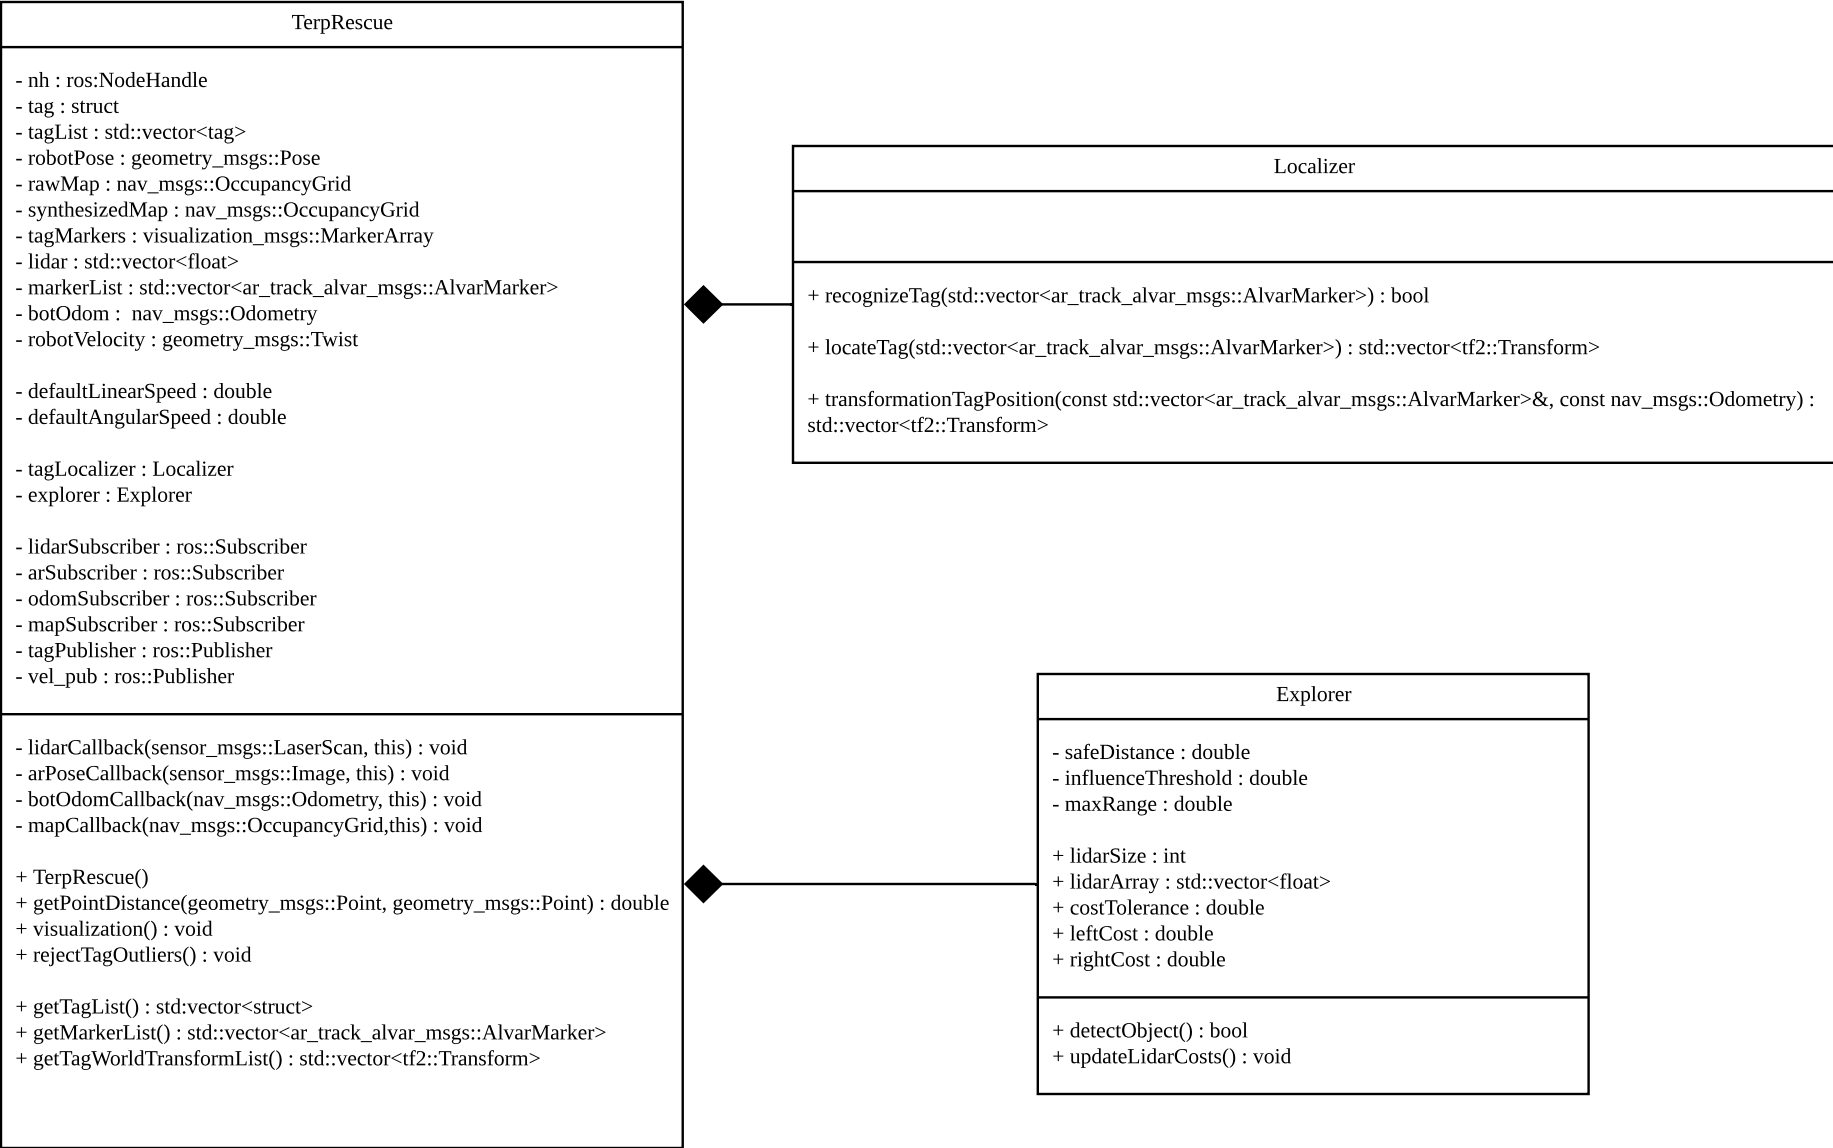 TerpRescue
- nh : ros:NodeHandle
- tag : struct
- tagList : std::vector<tag>
- robotPose : geometry_msgs::Pose
- rawMap : nav_msgs::OccupancyGrid
- synthesizedMap : nav_msgs::OccupancyGrid
- tagMarkers : visualization_msgs::MarkerArray
- lidar : std::vector<float>
- markerList : std::vector<ar_track_alvar_msgs::AlvarMarker>
- botOdom :  nav_msgs::Odometry
- robotVelocity : geometry_msgs::Twist
- defaultLinearSpeed : double
- defaultAngularSpeed : double
- tagLocalizer : Localizer
- explorer : Explorer
- lidarSubscriber : ros::Subscriber
- arSubscriber : ros::Subscriber
- odomSubscriber : ros::Subscriber
- mapSubscriber : ros::Subscriber
- tagPublisher : ros::Publisher
- vel_pub : ros::Publisher
- lidarCallback(sensor_msgs::LaserScan, this) : void
- arPoseCallback(sensor_msgs::Image, this) : void
- botOdomCallback(nav_msgs::Odometry, this) : void
- mapCallback(nav_msgs::OccupancyGrid,this) : void
+ TerpRescue()
+ getPointDistance(geometry_msgs::Point, geometry_msgs::Point) : double
+ visualization() : void
+ rejectTagOutliers() : void
+ getTagList() : std:vector<struct>
+ getMarkerList() : std::vector<ar_track_alvar_msgs::AlvarMarker>
+ getTagWorldTransformList() : std::vector<tf2::Transform>
Localizer
+ recognizeTag(std::vector<ar_track_alvar_msgs::AlvarMarker>) : bool
+ locateTag(std::vector<ar_track_alvar_msgs::AlvarMarker>) : std::vector<tf2::Transform>
+ transformationTagPosition(const std::vector<ar_track_alvar_msgs::AlvarMarker>&, const nav_msgs::Odometry) :
std::vector<tf2::Transform>
Explorer
- safeDistance : double
- influenceThreshold : double
- maxRange : double
+ lidarSize : int
+ lidarArray : std::vector<float>
+ costTolerance : double
+ leftCost : double
+ rightCost : double
+ detectObject() : bool
+ updateLidarCosts() : void